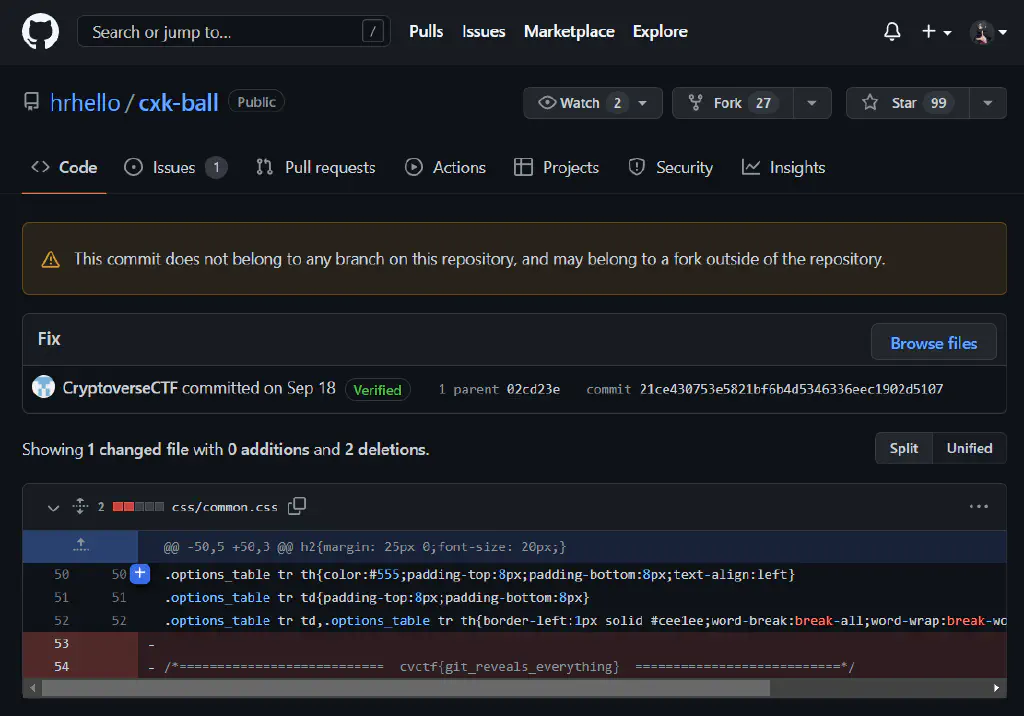 Search or jump to... / Pulls Issues Marketplace Explore
hrhello / cxk-ball Public Watch 2 Fork 27 Star 99
Code Issues 1 Pull requests Actions Projects Security Insights
This commit does not belong to any branch on this repository, and may belong to a fork outside of the repository.
Fix Browse files
CryptoverseCTF committed on Sep 18 Verified 1 parent 02cd23e commit 21ce430753e5821bf6b4d5346336eec1902d5107
Showing 1 changed file with 0 additions and 2 deletions. Split Unified
2 css/common.css
@@ -50,5 +50,3 @@ h2{margin: 25px 0;font-size: 20px;}
50 50 + .options_table tr th{color:#555;padding-top:8px;padding-bottom:8px;text-align:left}
51 51 .options_table tr td{padding-top:8px;padding-bottom:8px}
52 52 .options_table tr td,.options_table tr th{border-left:1px solid #cee1ee;word-break:break-all;word-wrap:break-wo
53 -
54 - /*========================== cvctf{git_reveals_everything} ==========================*/